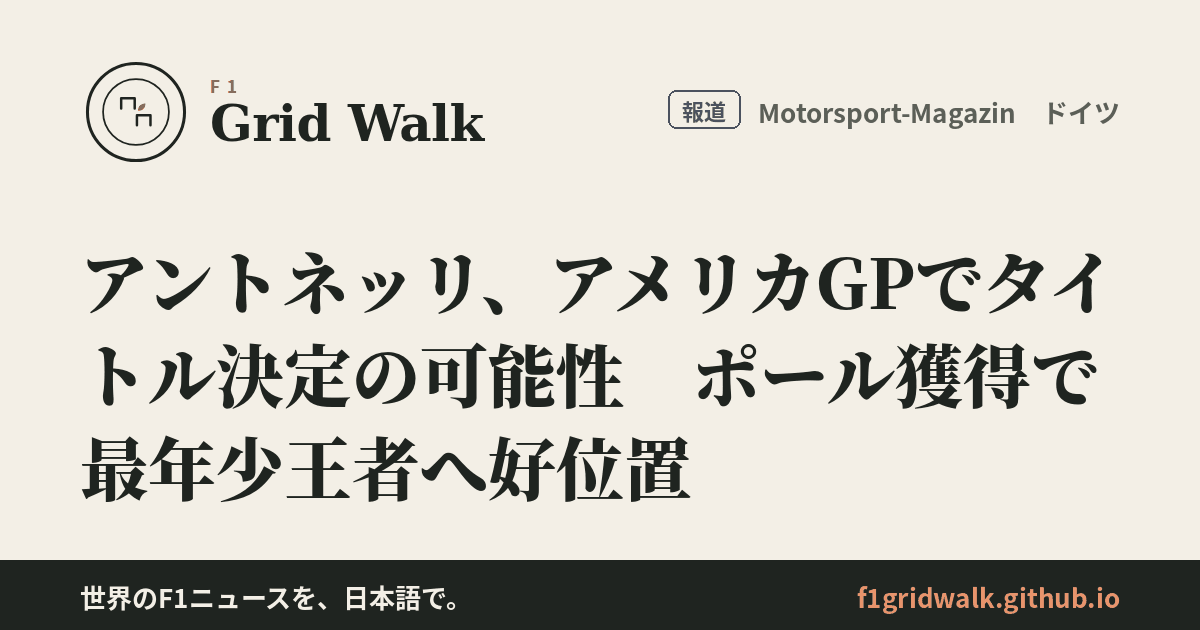 F1
Grid Walk
報道 Motorsport-Magazin ドイツ
アントネッリ、アメリカGPでタイ
トル決定の可能性　ポール獲得で
最年少王者へ好位置
世界のF1ニュースを、日本語で。
f1gridwalk.github.io